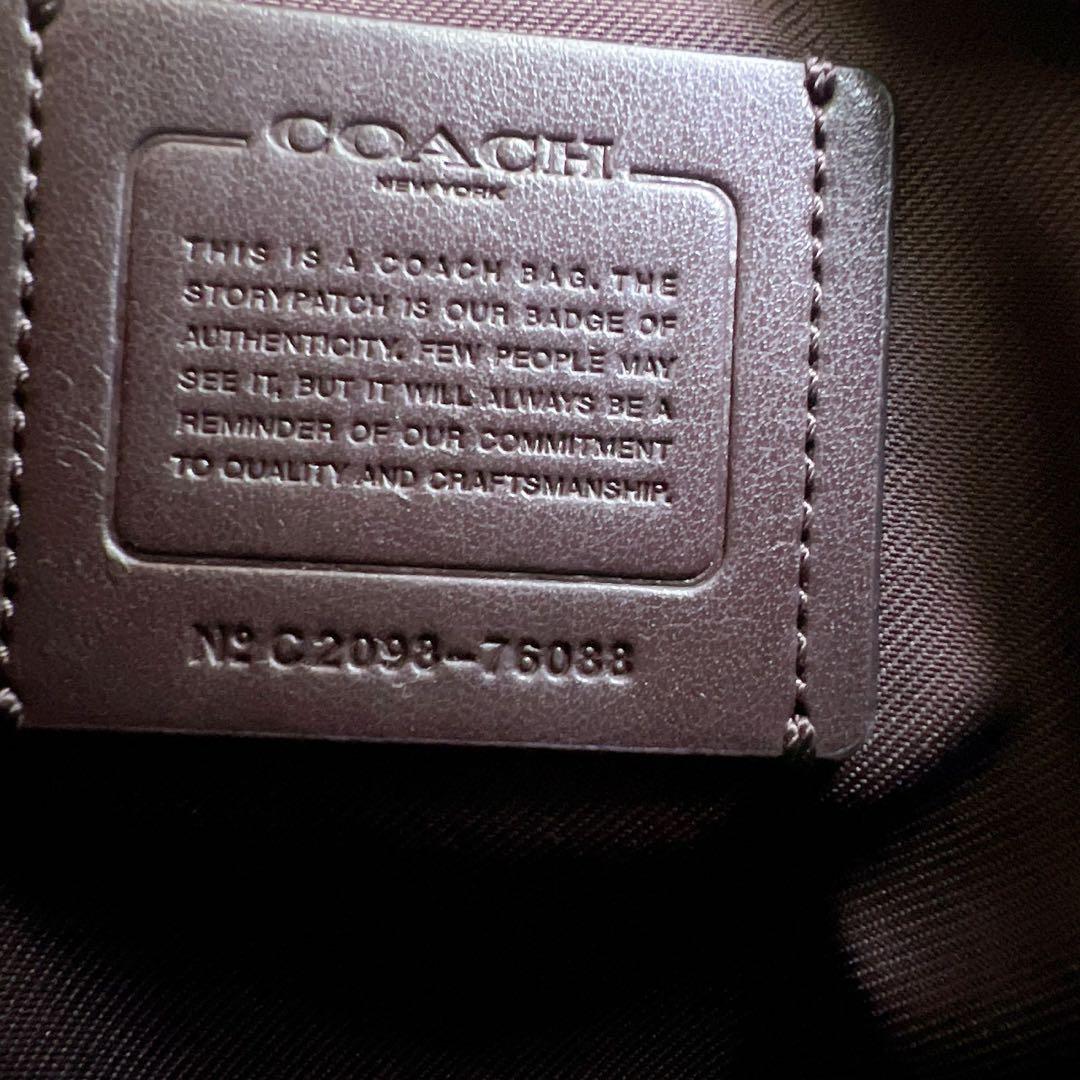 COACH
NEW YORK
THIS IS A COACH BAG. THE
STORYPATCH IS OUR BADGE OF
AUTHENTICITY. FEW PEOPLE MAY
SEE IT, BUT IT WILL ALWAYS BE A
REMINDER OF OUR COMMITMENT
TO QUALITY AND CRAFTSMANSHIP.
Nº C2098-76088